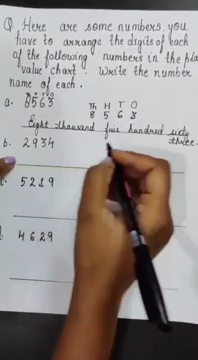 Q. Here are some numbers, you
have to arrange the digits of each
of the following numbers in the pla
value chart. Write the number
name of each.
a. 8563 Th H T O
8 5 6 3
Eight thousand five hundred sixty
three.
b. 2934
5219
4629